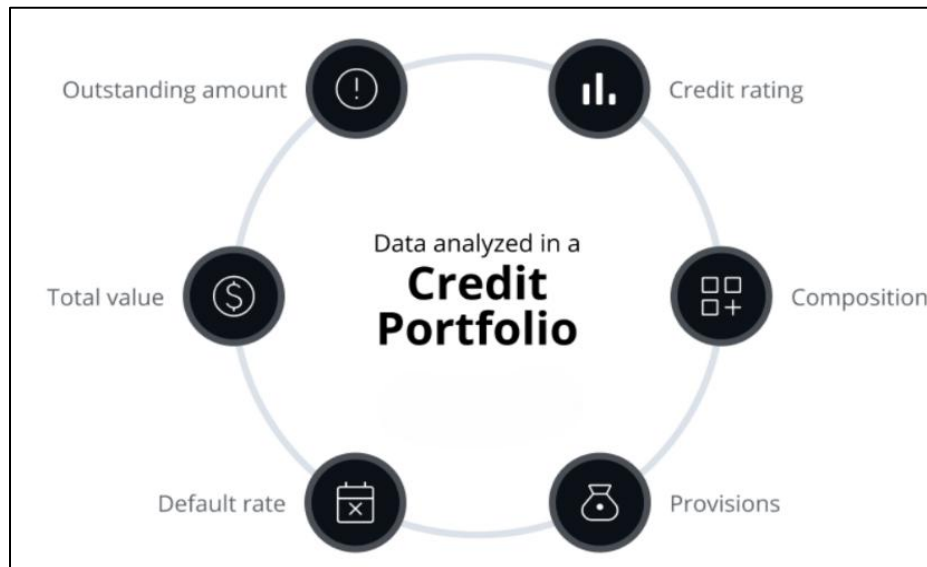 Outstanding amount
Credit rating
Data analyzed in a
Credit
Portfolio
Total value
Composition
Default rate
Provisions